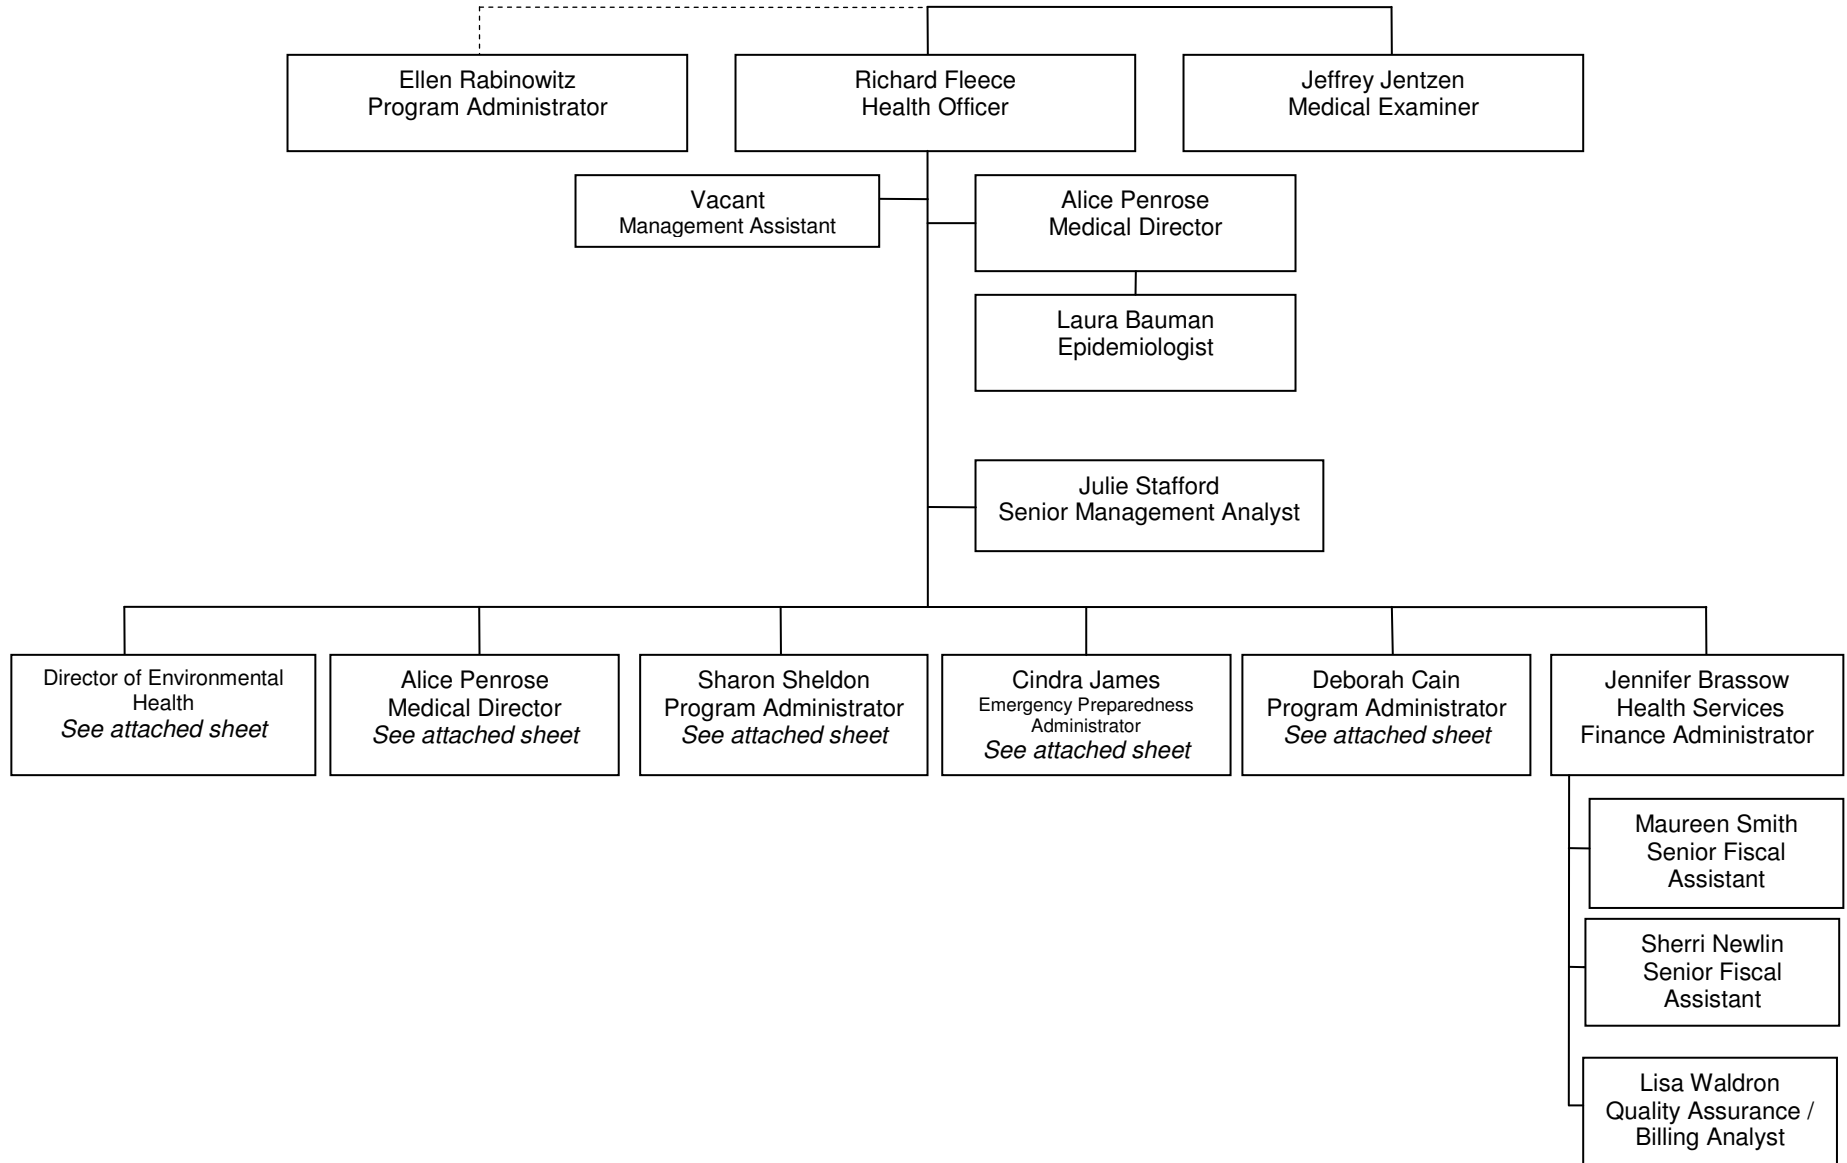 Ellen Rabinowitz
Program Administrator
Richard Fleece
Health Officer
Jeffrey Jentzen
Medical Examiner
Vacant
Management Assistant
Alice Penrose
Medical Director
Laura Bauman
Epidemiologist
Julie Stafford
Senior Management Analyst
Director of Environmental
Health
See attached sheet
Alice Penrose
Medical Director
See attached sheet
Sharon Sheldon
Program Administrator
See attached sheet
Cindra James
Emergency Preparedness
Administrator
See attached sheet
Deborah Cain
Program Administrator
See attached sheet
Jennifer Brassow
Health Services
Finance Administrator
Maureen Smith
Senior Fiscal
Assistant
Sherri Newlin
Senior Fiscal
Assistant
Lisa Waldron
Quality Assurance /
Billing Analyst